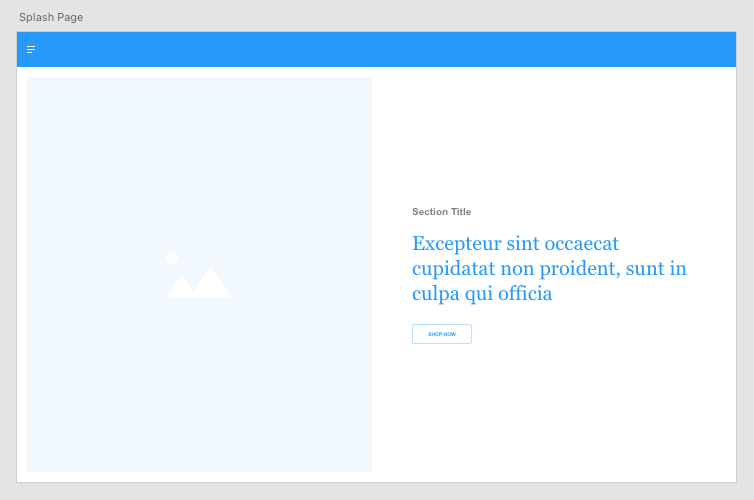 Splash Page
Section Title
Excepteur sint occaecat
cupidatat non proident, sunt in
culpa qui officia
SHOP NOW